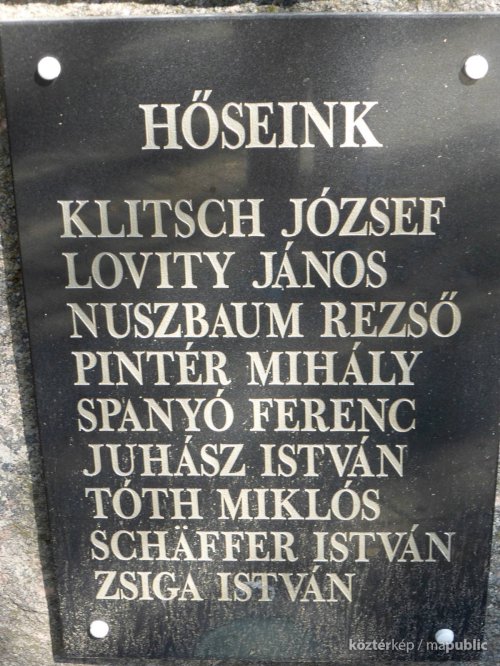 HŐSEINK
KLITSCH JÓZSEF
LOVITY JÁNOS
NUSZBAUM REZSŐ
PINTÉR MIHÁLY
SPANYÓ FERENC
JUHÁSZ ISTVÁN
TÓTH MIKLÓS
SCHÄFFER ISTVÁN
ZSIGA ISTVÁN
köztérkép / mapublic